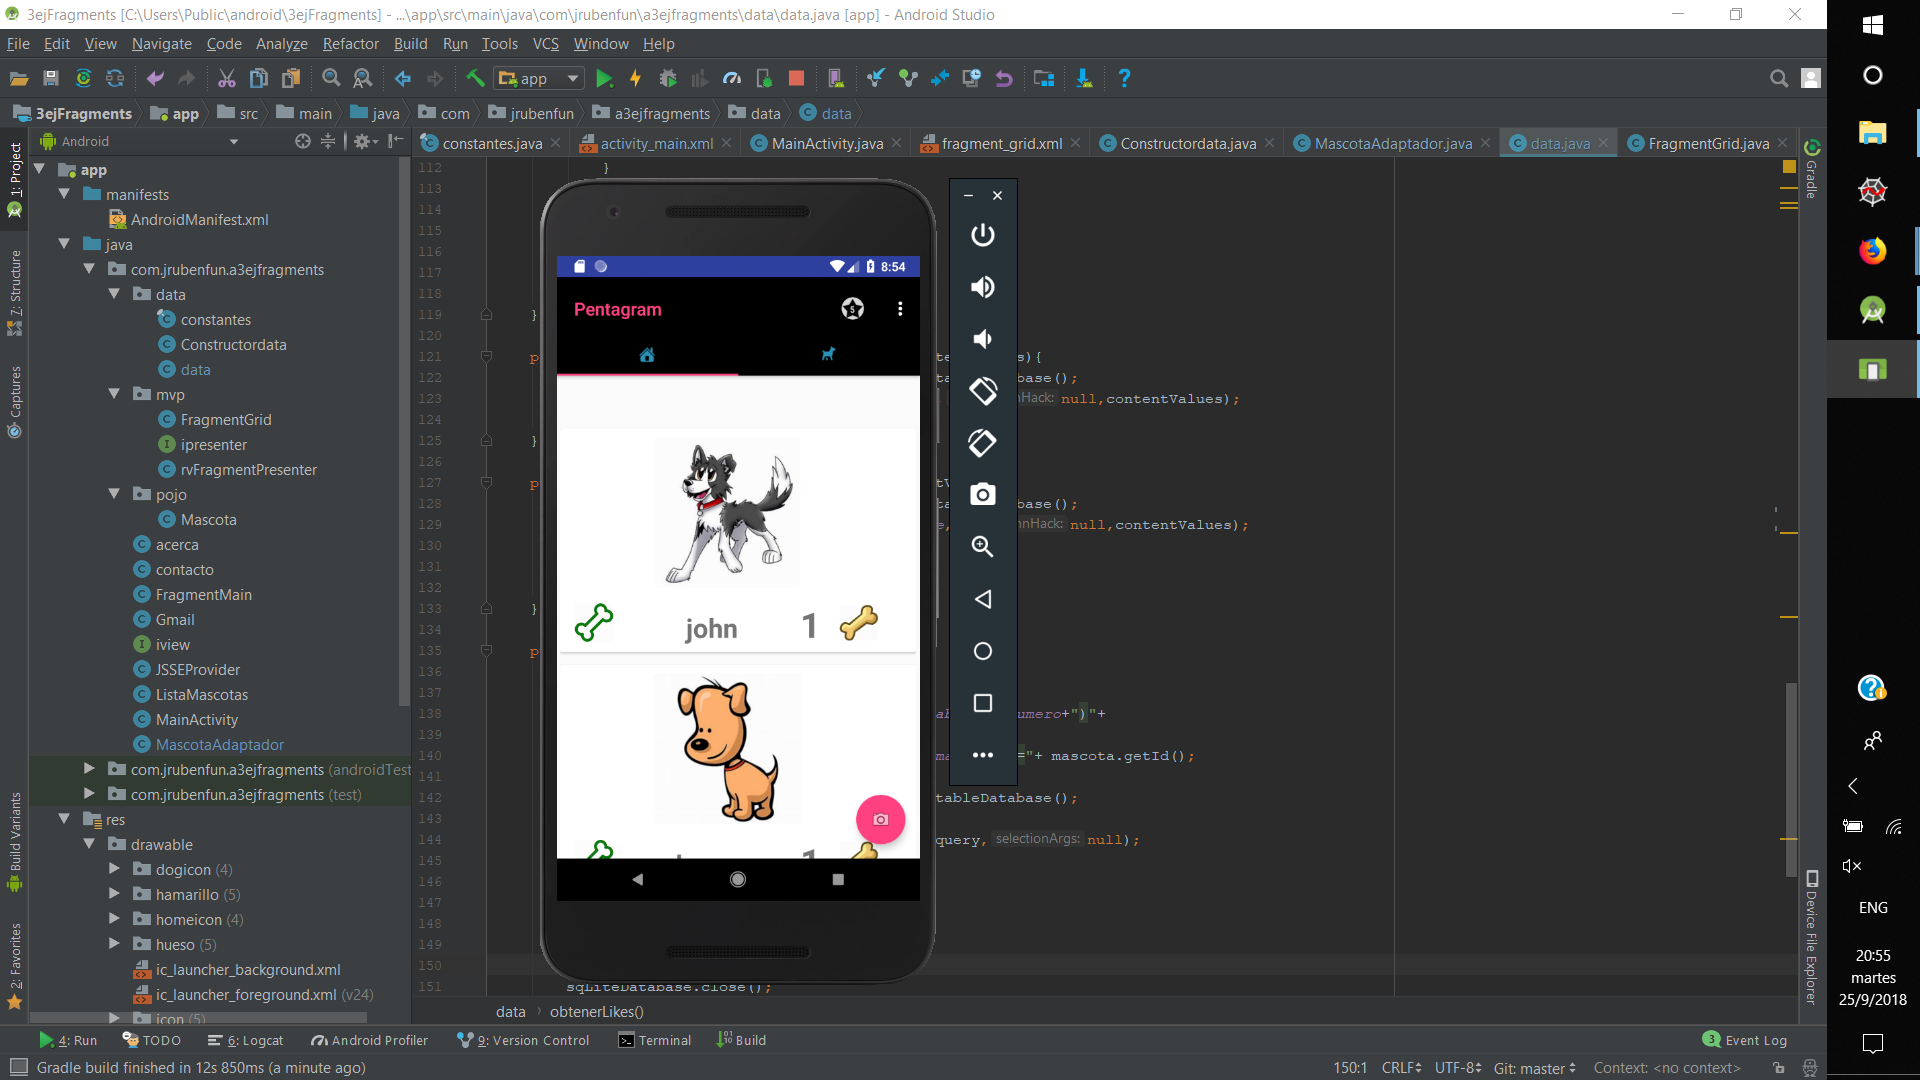 3ejFragments [C:\Users\Public\android\3ejFragments] - ...\app\src\main\java\com\jrubenfun\a3ejfragments\data\data.java [app] - Android Studio
File Edit View Navigate Code Analyze Refactor Build Run Tools VCS Window Help
app
3ejFragments app src main java com jrubenfun a3ejfragments data data
Android
constantes.java activity_main.xml MainActivity.java fragment_grid.xml Constructordata.java MascotaAdaptador.java data.java FragmentGrid.java
1: Project
7: Structure
Captures
Build Variants
2: Favorites
app
manifests
AndroidManifest.xml
java
com.jrubenfun.a3ejfragments
data
constantes
Constructordata
data
mvp
FragmentGrid
ipresenter
rvFragmentPresenter
pojo
Mascota
acerca
contacto
FragmentMain
Gmail
iview
JSSEProvider
ListaMascotas
MainActivity
MascotaAdaptador
com.jrubenfun.a3ejfragments (androidTest
com.jrubenfun.a3ejfragments (test)
res
drawable
dogicon (4)
hamarillo (5)
homeicon (4)
hueso (5)
ic_launcher_background.xml
ic_launcher_foreground.xml (v24)
icon (5)
112 }
113
114
115
116
117
118
119 }
120
121 p s){
122 base();
123 nHack: null,contentValues);
124
125 }
126
127 p
128 base();
129 nnHack: null,contentValues);
130
131
132
133 }
134
135 p
136
137
138 umero+")"+
139
140 ="+ mascota.getId();
141
142 tableDatabase();
143
144 query, selectionArgs: null);
145
146
147
148
149
150
151 sqLiteDatabase.close();
8:54
Pentagram
5
john 1
1
data › obtenerLikes()
Gradle
Device File Explorer
4: Run TODO 6: Logcat Android Profiler 9: Version Control Terminal Build
3 Event Log
Gradle build finished in 12s 850ms (a minute ago)
150:1 CRLF UTF-8 Git: master Context: <no context>
ENG
20:55
martes
25/9/2018